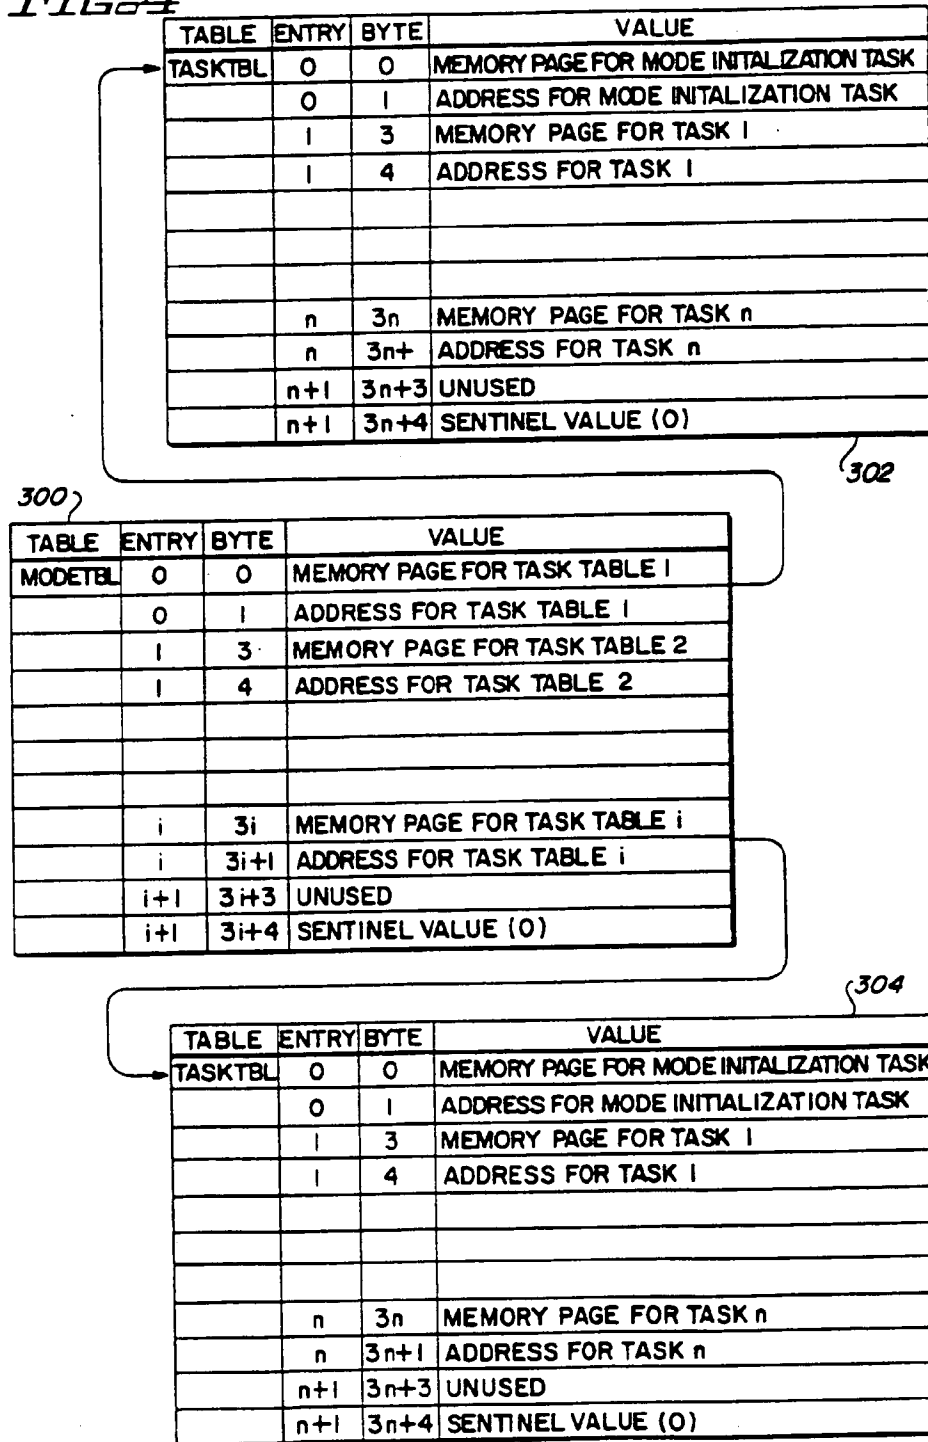 FIG. 4
TABLE ENTRY BYTE VALUE
TASKTBL 0 0 MEMORY PAGE FOR MODE INITALIZATION TASK
0 1 ADDRESS FOR MODE INITALIZATION TASK
1 3 MEMORY PAGE FOR TASK 1
1 4 ADDRESS FOR TASK 1
n 3n MEMORY PAGE FOR TASK n
n 3n+ ADDRESS FOR TASK n
n+1 3n+3 UNUSED
n+1 3n+4 SENTINEL VALUE (0)
302
300
TABLE ENTRY BYTE VALUE
MODETBL 0 0 MEMORY PAGE FOR TASK TABLE 1
0 1 ADDRESS FOR TASK TABLE 1
1 3 MEMORY PAGE FOR TASK TABLE 2
1 4 ADDRESS FOR TASK TABLE 2
i 3i MEMORY PAGE FOR TASK TABLE i
i 3i+1 ADDRESS FOR TASK TABLE i
i+1 3i+3 UNUSED
i+1 3i+4 SENTINEL VALUE (0)
304
TABLE ENTRY BYTE VALUE
TASKTBL 0 0 MEMORY PAGE FOR MODE INITALIZATION TASK
0 1 ADDRESS FOR MODE INITIALIZATION TASK
1 3 MEMORY PAGE FOR TASK 1
1 4 ADDRESS FOR TASK 1
n 3n MEMORY PAGE FOR TASK n
n 3n+1 ADDRESS FOR TASK n
n+1 3n+3 UNUSED
n+1 3n+4 SENTINEL VALUE (0)